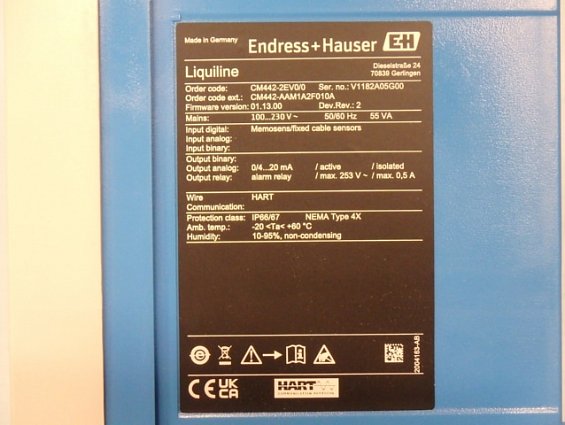 Made in Germany
Endress+Hauser EH
Liquiline
Dieselstraße 24
70839 Gerlingen
Order code: CM442-2EV0/0 Ser. no.: V1182A05G00
Order code ext.: CM442-AAM1A2F010A
Firmware version: 01.13.00 Dev.Rev.: 2
Mains: 100...230 V ~ 50/60 Hz 55 VA
Input digital: Memosens/fixed cable sensors
Input analog:
Input binary:
Output binary:
Output analog: 0/4...20 mA / active / isolated
Output relay: alarm relay / max. 253 V ~ / max. 0,5 A
Wire HART
Communication:
Protection class: IP66/67 NEMA Type 4X
Amb. temp.: -20 <Ta< +60 °C
Humidity: 10-95%, non-condensing
2004163-AB
CE UK
CA
HART
COMMUNICATION